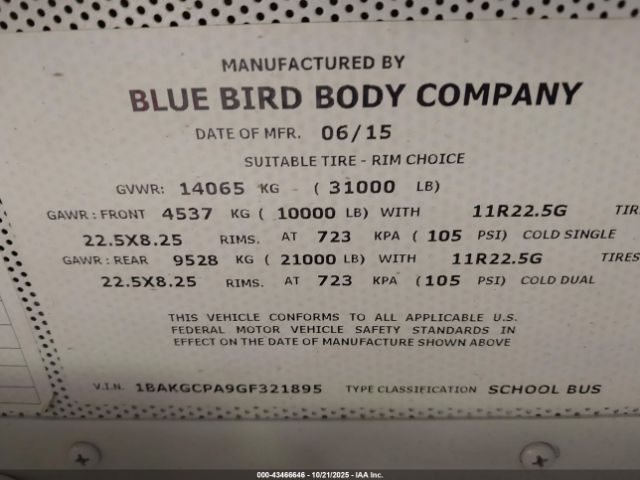 MANUFACTURED BY
BLUE BIRD BODY COMPANY
DATE OF MFR. 06/15
SUITABLE TIRE - RIM CHOICE
GVWR: 14065 KG - ( 31000 LB)
GAWR : FRONT 4537 KG ( 10000 LB) WITH 11R22.5G TIRE
22.5X8.25 RIMS. AT 723 KPA ( 105 PSI) COLD SINGLE
GAWR : REAR 9528 KG ( 21000 LB) WITH 11R22.5G TIRES
22.5X8.25 RIMS. AT 723 KPA ( 105 PSI) COLD DUAL
THIS VEHICLE CONFORMS TO ALL APPLICABLE U.S.
FEDERAL MOTOR VEHICLE SAFETY STANDARDS IN
EFFECT ON THE DATE OF MANUFACTURE SHOWN ABOVE
V.I.N. 1BAKGCPA9GF321895 TYPE CLASSIFICATION SCHOOL BUS
000-43466646 - 10/21/2025 - IAA Inc.